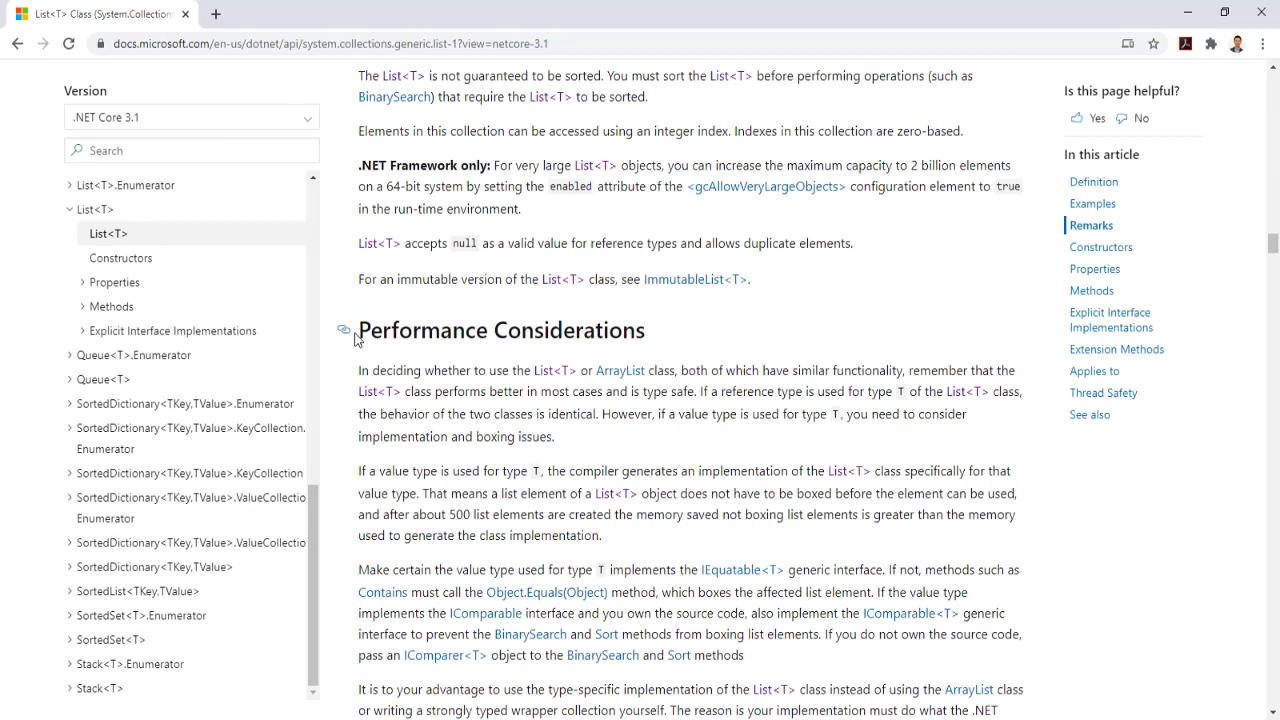 List<T> Class (System.Collection
docs.microsoft.com/en-us/dotnet/api/system.collections.generic.list-1?view=netcore-3.1
Version
.NET Core 3.1
Search
List<T>.Enumerator
List<T>
List<T>
Constructors
Properties
Methods
Explicit Interface Implementations
Queue<T>.Enumerator
Queue<T>
SortedDictionary<TKey,TValue>.Enumerator
SortedDictionary<TKey,TValue>.KeyCollection.
Enumerator
SortedDictionary<TKey,TValue>.KeyCollection
SortedDictionary<TKey,TValue>.ValueCollectio
Enumerator
SortedDictionary<TKey,TValue>.ValueCollectio
SortedDictionary<TKey,TValue>
SortedList<TKey,TValue>
SortedSet<T>.Enumerator
SortedSet<T>
Stack<T>.Enumerator
Stack<T>
The List<T> is not guaranteed to be sorted. You must sort the List<T> before performing operations (such as
BinarySearch) that require the List<T> to be sorted.
Elements in this collection can be accessed using an integer index. Indexes in this collection are zero-based.
.NET Framework only: For very large List<T> objects, you can increase the maximum capacity to 2 billion elements
on a 64-bit system by setting the enabled attribute of the <gcAllowVeryLargeObjects> configuration element to true
in the run-time environment.
List<T> accepts null as a valid value for reference types and allows duplicate elements.
For an immutable version of the List<T> class, see ImmutableList<T>.
Performance Considerations
In deciding whether to use the List<T> or ArrayList class, both of which have similar functionality, remember that the
List<T> class performs better in most cases and is type safe. If a reference type is used for type T of the List<T> class,
the behavior of the two classes is identical. However, if a value type is used for type T, you need to consider
implementation and boxing issues.
If a value type is used for type T, the compiler generates an implementation of the List<T> class specifically for that
value type. That means a list element of a List<T> object does not have to be boxed before the element can be used,
and after about 500 list elements are created the memory saved not boxing list elements is greater than the memory
used to generate the class implementation.
Make certain the value type used for type T implements the IEquatable<T> generic interface. If not, methods such as
Contains must call the Object.Equals(Object) method, which boxes the affected list element. If the value type
implements the IComparable interface and you own the source code, also implement the IComparable<T> generic
interface to prevent the BinarySearch and Sort methods from boxing list elements. If you do not own the source code,
pass an IComparer<T> object to the BinarySearch and Sort methods
It is to your advantage to use the type-specific implementation of the List<T> class instead of using the ArrayList class
or writing a strongly typed wrapper collection yourself. The reason is your implementation must do what the .NET
Is this page helpful?
Yes No
In this article
Definition
Examples
Remarks
Constructors
Properties
Methods
Explicit Interface
Implementations
Extension Methods
Applies to
Thread Safety
See also